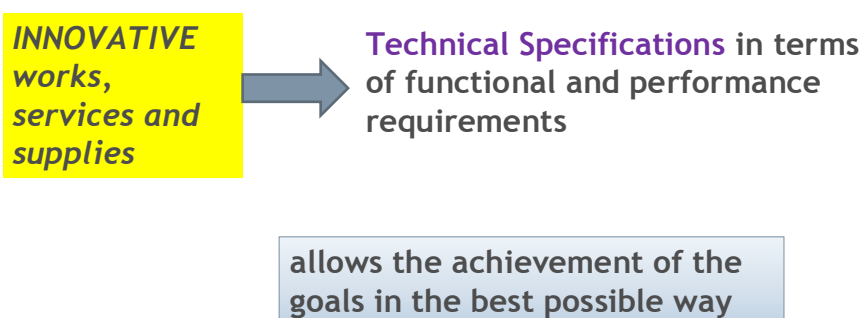 INNOVATIVE
works,
services and
supplies
Technical Specifications in terms
of functional and performance
requirements
allows the achievement of the
goals in the best possible way